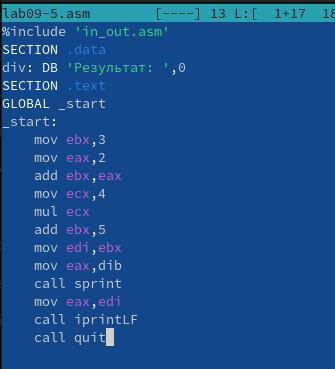 lab09-5.asm [----] 13 L:[ 1+17 18
%include 'in_out.asm'
SECTION .data
div: DB 'Результат: ',0
SECTION .text
GLOBAL _start
_start:
mov ebx,3
mov eax,2
add ebx,eax
mov ecx,4
mul ecx
add ebx,5
mov edi,ebx
mov eax,dib
call sprint
mov eax,edi
call iprintLF
call quit